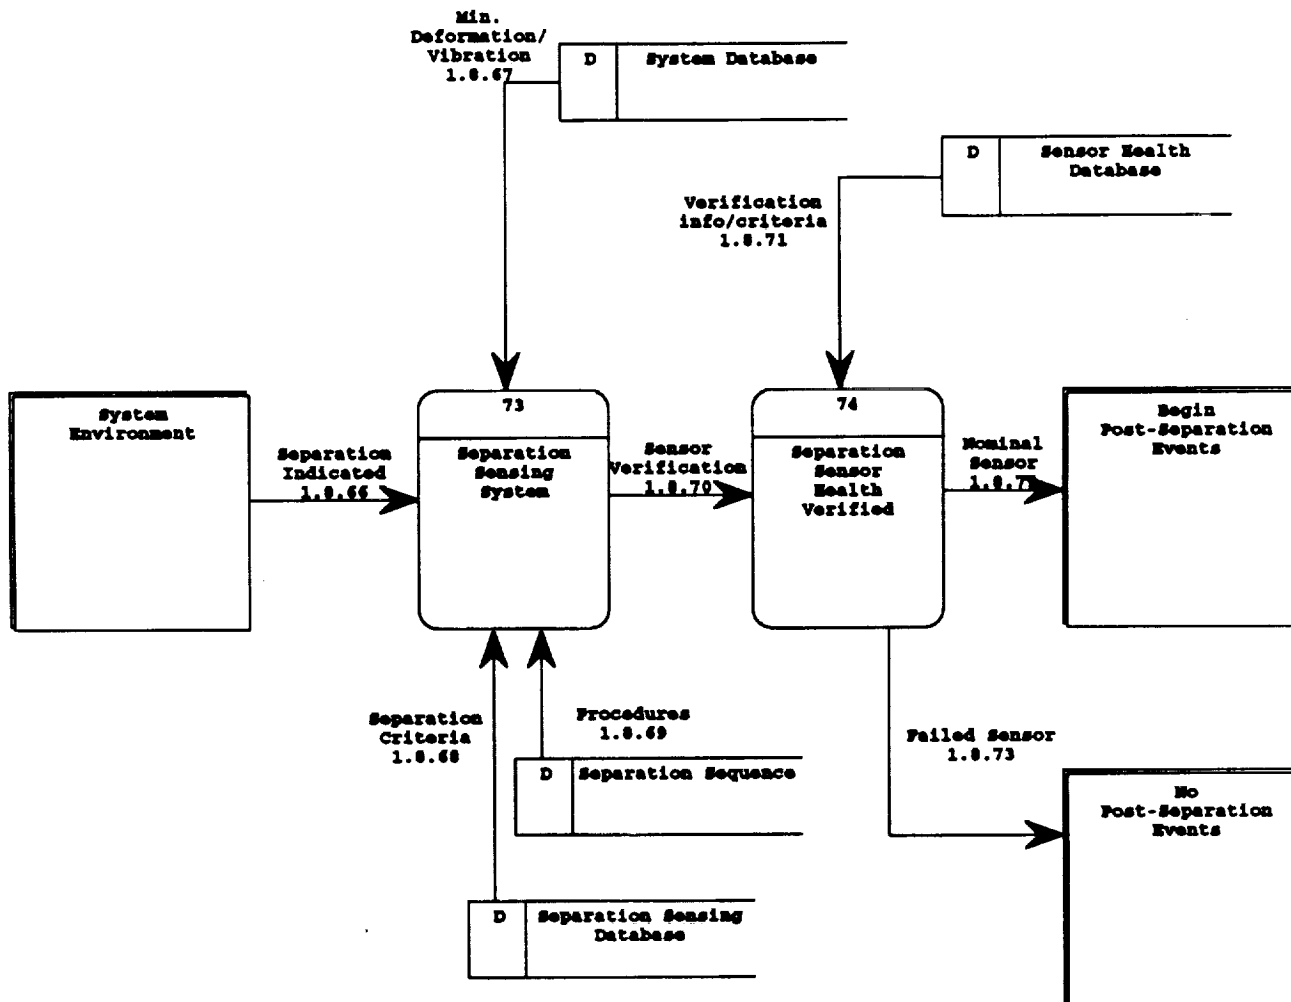 Min.
Deformation/
Vibration
1.8.67
D
System Database
D
Sensor Health
Database
Verification
info/criteria
1.8.71
System
Environment
Separation
Indicated
1.8.66
73
Separation
Sensing
System
Sensor
Verification
1.8.70
74
Separation
Sensor
Health
Verified
Nominal
Sensor
Begin
Post-Separation
Events
Separation
Criteria
1.8.68
Procedures
1.8.69
D
Separation Sequence
Failed Sensor
1.8.73
No
Post-Separation
Events
D
Separation Sensing
Database